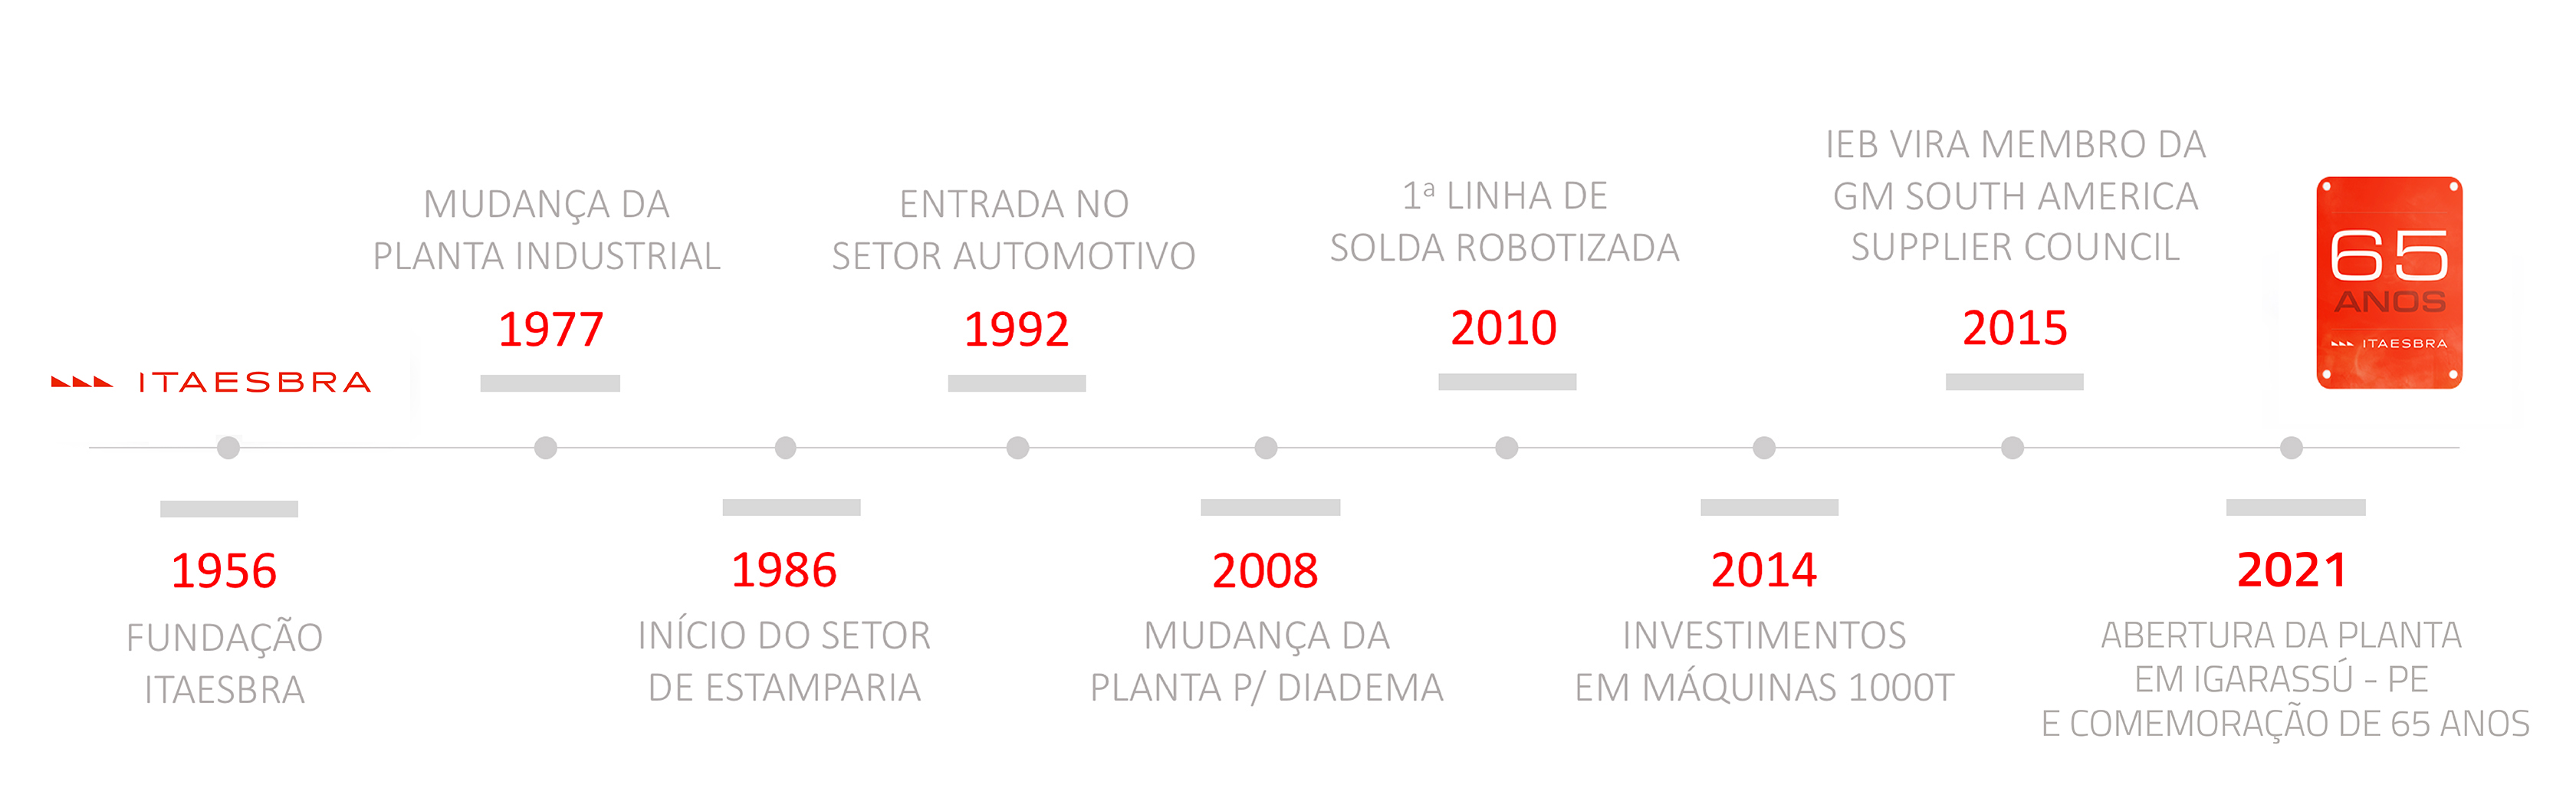 ITAESBRA
1956
FUNDAÇÃO
ITAESBRA
MUDANÇA DA
PLANTA INDUSTRIAL
1977
1986
INÍCIO DO SETOR
DE ESTAMPARIA
ENTRADA NO
SETOR AUTOMOTIVO
1992
2008
MUDANÇA DA
PLANTA P/ DIADEMA
1ª LINHA DE
SOLDA ROBOTIZADA
2010
2014
INVESTIMENTOS
EM MÁQUINAS 1000T
IEB VIRA MEMBRO DA
GM SOUTH AMERICA
SUPPLIER COUNCIL
2015
65
ANOS
ITAESBRA
2021
ABERTURA DA PLANTA
EM IGARASSÚ - PE
E COMEMORAÇÃO DE 65 ANOS